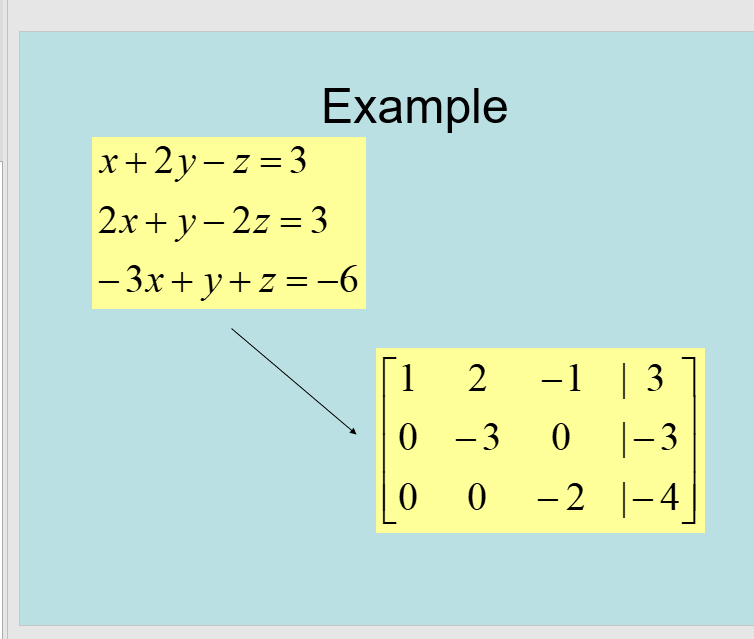 Example
x + 2y − z = 3
2x + y − 2z = 3
− 3x + y + z = −6
1 2 −1 | 3
0 −3 0 |−3
0 0 −2 |−4